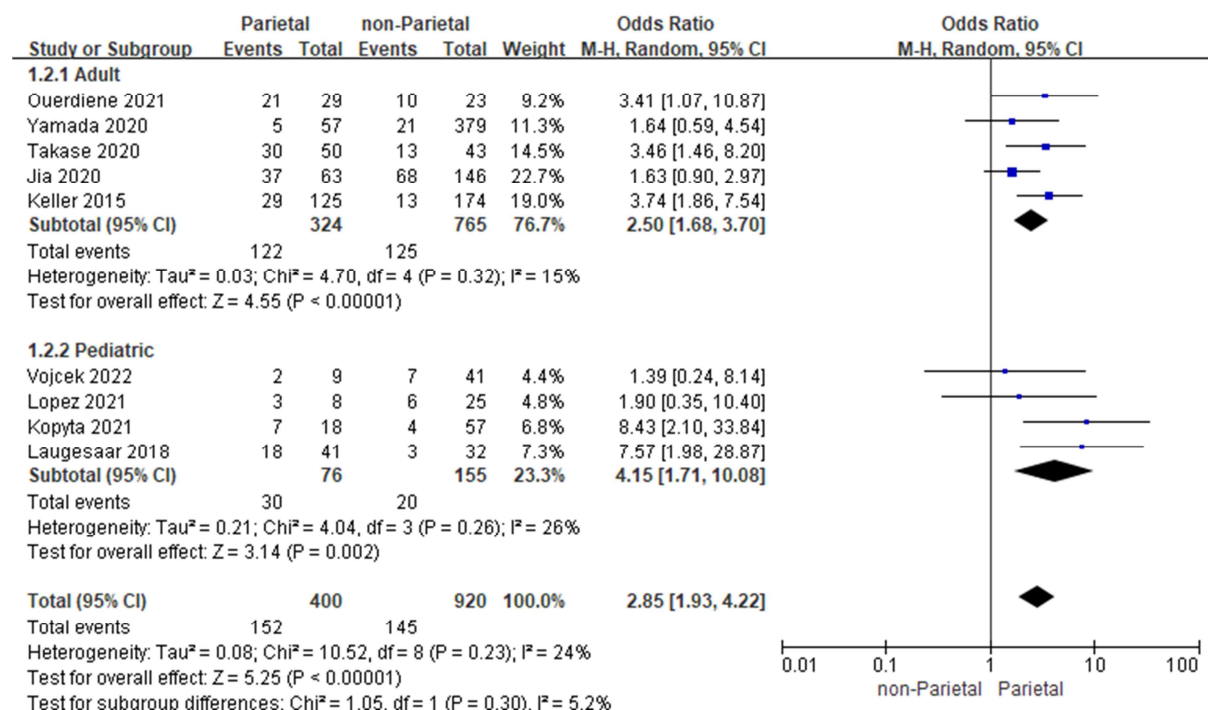 Parietal non-Parietal Odds Ratio Odds Ratio
Study or Subgroup Events Total Events Total Weight M-H, Random, 95% CI M-H, Random, 95% CI
1.2.1 Adult
Ouerdiene 2021 21 29 10 23 9.2% 3.41 [1.07, 10.87]
Yamada 2020 5 57 21 379 11.3% 1.64 [0.59, 4.54]
Takase 2020 30 50 13 43 14.5% 3.46 [1.46, 8.20]
Jia 2020 37 63 68 146 22.7% 1.63 [0.90, 2.97]
Keller 2015 29 125 13 174 19.0% 3.74 [1.86, 7.54]
Subtotal (95% CI) 324 765 76.7% 2.50 [1.68, 3.70]
Total events 122 125
Heterogeneity: Tau² = 0.03; Chi² = 4.70, df = 4 (P = 0.32); I² = 15%
Test for overall effect: Z = 4.55 (P < 0.00001)
1.2.2 Pediatric
Vojcek 2022 2 9 7 41 4.4% 1.39 [0.24, 8.14]
Lopez 2021 3 8 6 25 4.8% 1.90 [0.35, 10.40]
Kopyta 2021 7 18 4 57 6.8% 8.43 [2.10, 33.84]
Laugesaar 2018 18 41 3 32 7.3% 7.57 [1.98, 28.87]
Subtotal (95% CI) 76 155 23.3% 4.15 [1.71, 10.08]
Total events 30 20
Heterogeneity: Tau² = 0.21; Chi² = 4.04, df = 3 (P = 0.26); I² = 26%
Test for overall effect: Z = 3.14 (P = 0.002)
Total (95% CI) 400 920 100.0% 2.85 [1.93, 4.22]
Total events 152 145
Heterogeneity: Tau² = 0.08; Chi² = 10.52, df = 8 (P = 0.23); I² = 24%
Test for overall effect: Z = 5.25 (P < 0.00001)
Test for subgroup differences: Chi² = 1.05, df = 1 (P = 0.30), I² = 5.2%
0.01 0.1 1 10 100
non-Parietal Parietal